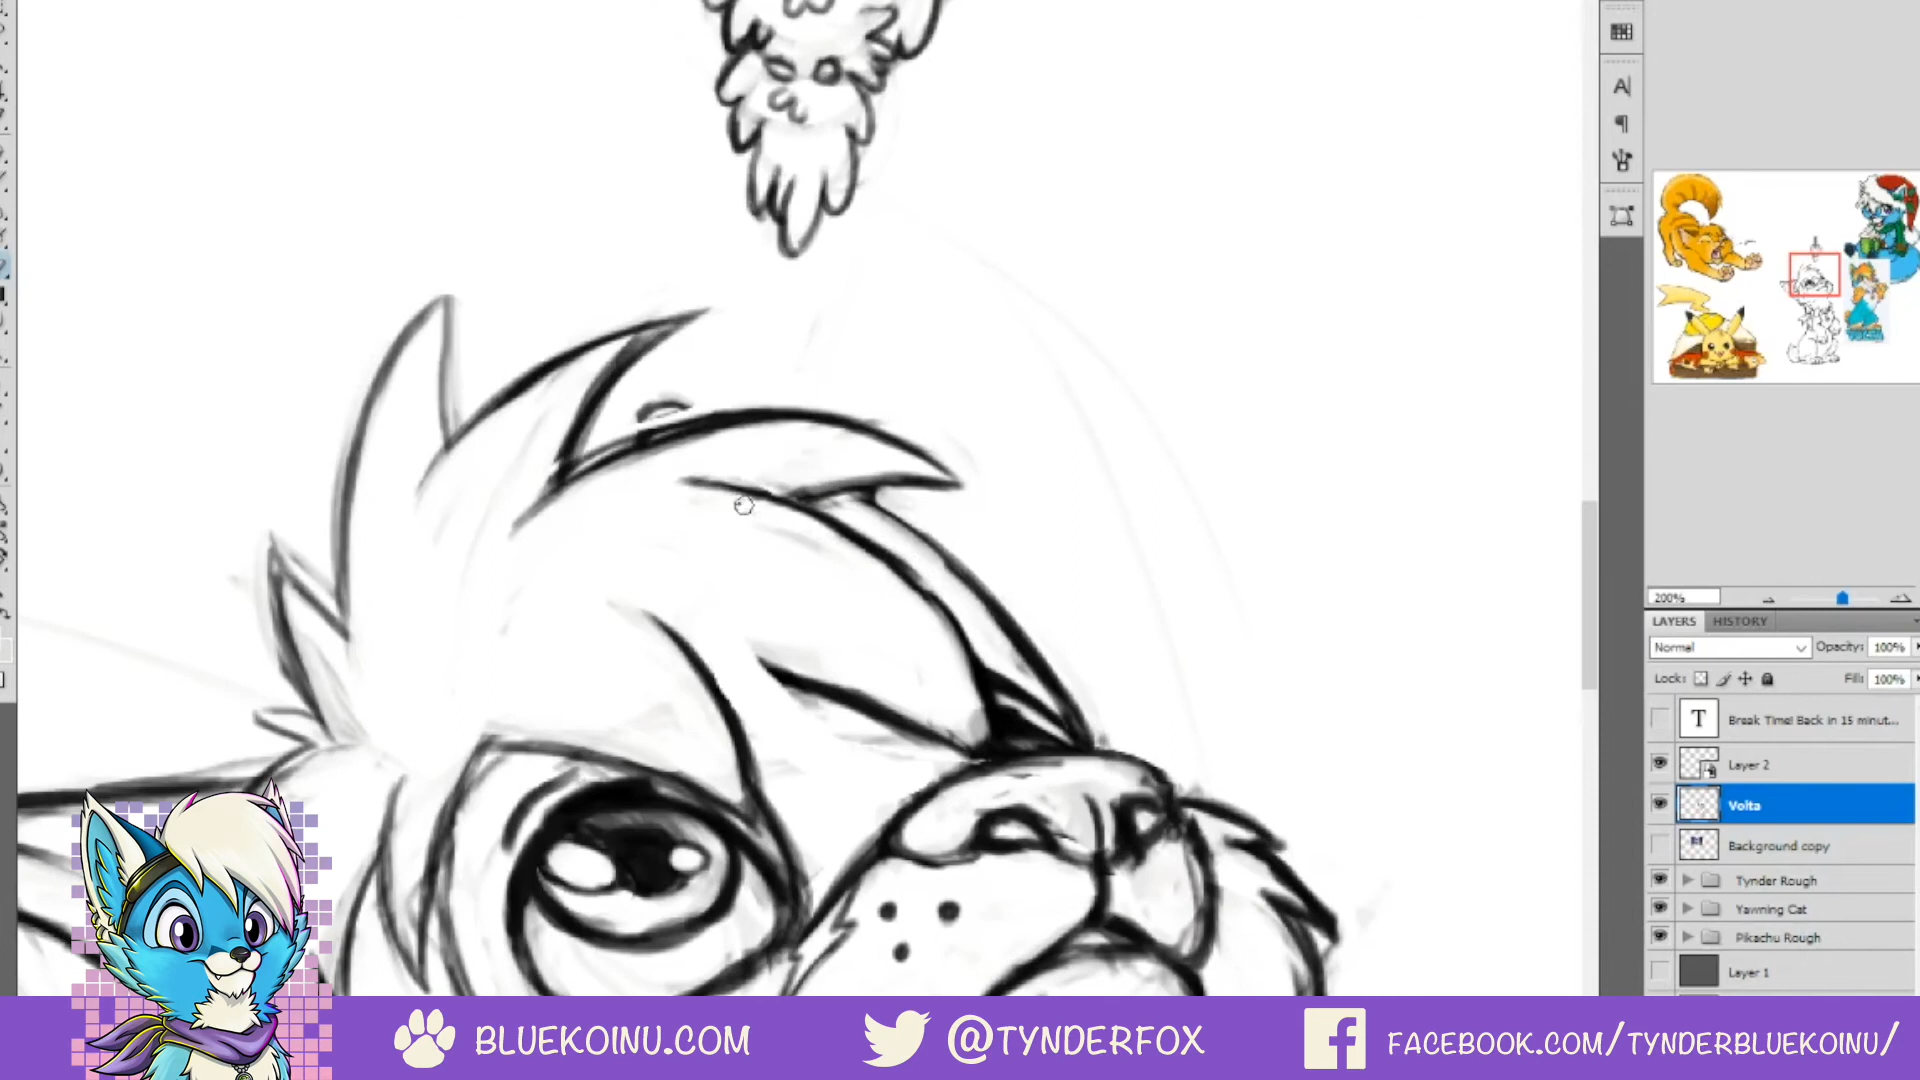 200%
LAYERS HISTORY
Normal Opacity: 100%
Lock: Fill: 100%
T Break Time! Back in 15 minut...
Layer 2
Volta
Background copy
Tynder Rough
Yawning Cat
Pikachu Rough
Layer 1
BLUEKOINU.COM @TYNDERFOX FACEBOOK.COM/TYNDERBLUEKOINU/